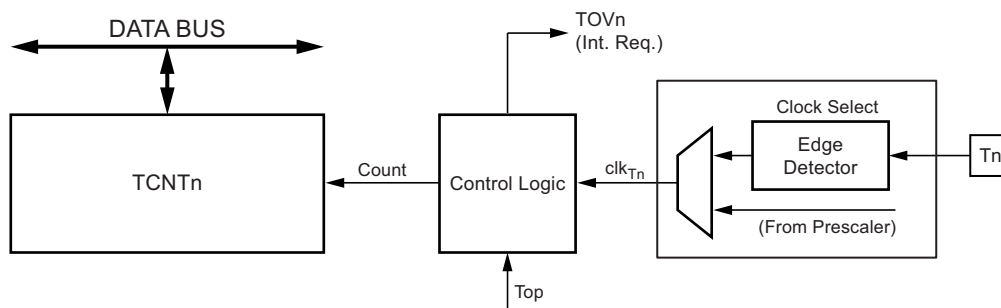 DATA BUS
TOVn
(Int. Req.)
Clock Select
TCNTn
Count
Control Logic
clkTn
Edge
Detector
Tn
(From Prescaler)
Top